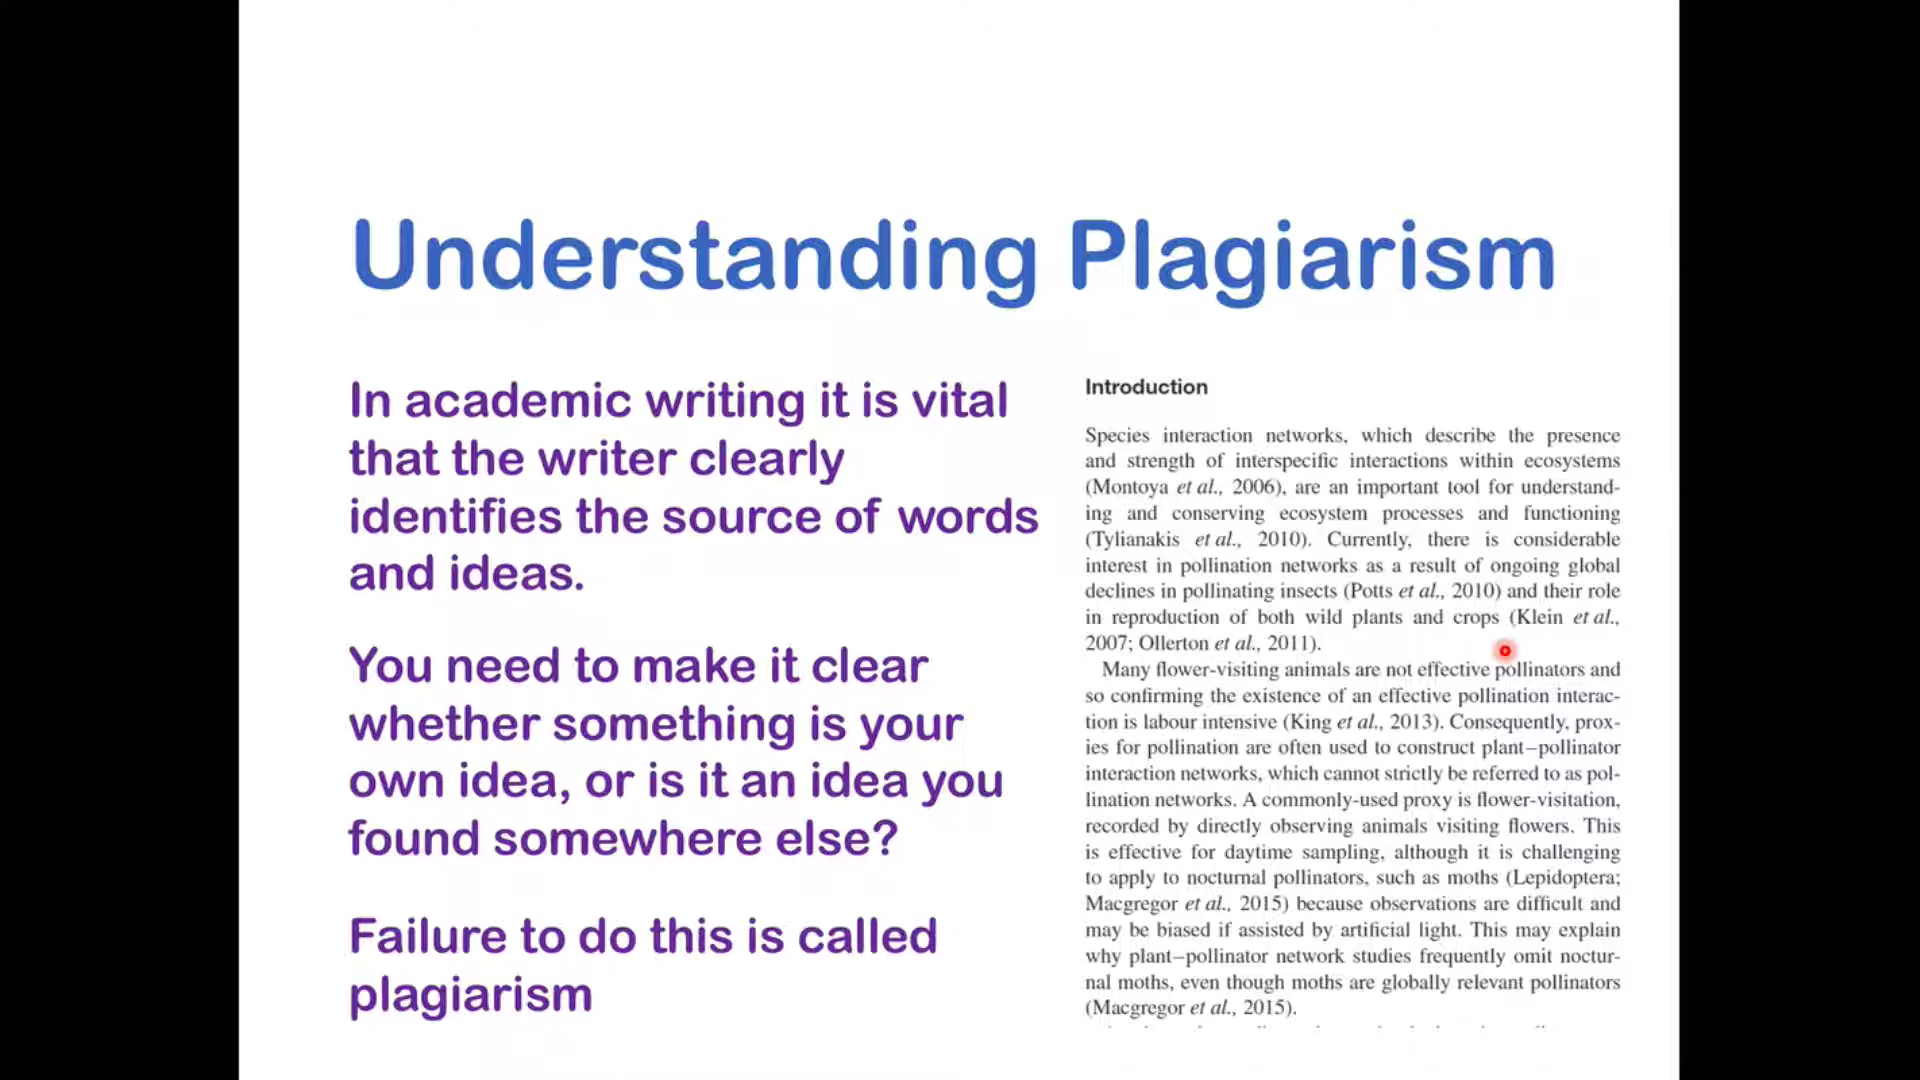 Understanding Plagiarism
In academic writing it is vital
that the writer clearly
identifies the source of words
and ideas.
You need to make it clear
whether something is your
own idea, or is it an idea you
found somewhere else?
Failure to do this is called
plagiarism
Introduction
Species interaction networks, which describe the presence
and strength of interspecific interactions within ecosystems
(Montoya et al., 2006), are an important tool for understand-
ing and conserving ecosystem processes and functioning
(Tylianakis et al., 2010). Currently, there is considerable
interest in pollination networks as a result of ongoing global
declines in pollinating insects (Potts et al., 2010) and their role
in reproduction of both wild plants and crops (Klein et al.,
2007; Ollerton et al., 2011).
Many flower-visiting animals are not effective pollinators and
so confirming the existence of an effective pollination interac-
tion is labour intensive (King et al., 2013). Consequently, prox-
ies for pollination are often used to construct plant–pollinator
interaction networks, which cannot strictly be referred to as pol-
lination networks. A commonly-used proxy is flower-visitation,
recorded by directly observing animals visiting flowers. This
is effective for daytime sampling, although it is challenging
to apply to nocturnal pollinators, such as moths (Lepidoptera;
Macgregor et al., 2015) because observations are difficult and
may be biased if assisted by artificial light. This may explain
why plant–pollinator network studies frequently omit noctur-
nal moths, even though moths are globally relevant pollinators
(Macgregor et al., 2015).